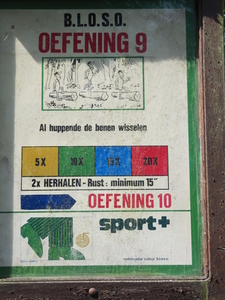 B.L.O.S.O.
OEFENING 9
Al huppende de benen wisselen
5X 10X 15X 20X
2x HERHALEN - Rust : minimum 15"
OEFENING 10
sport+